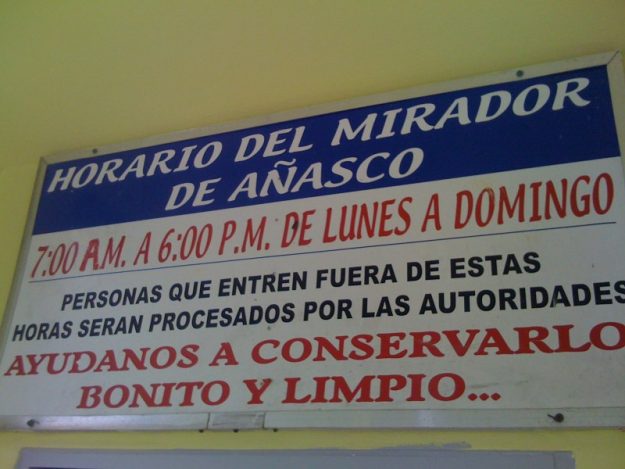 HORARIO DEL MIRADOR
DE AÑASCO
7:00 A.M. A 6:00 P.M. DE LUNES A DOMINGO
PERSONAS QUE ENTREN FUERA DE ESTAS
HORAS SERAN PROCESADOS POR LAS AUTORIDADES
AYUDANOS A CONSERVARLO
BONITO Y LIMPIO...